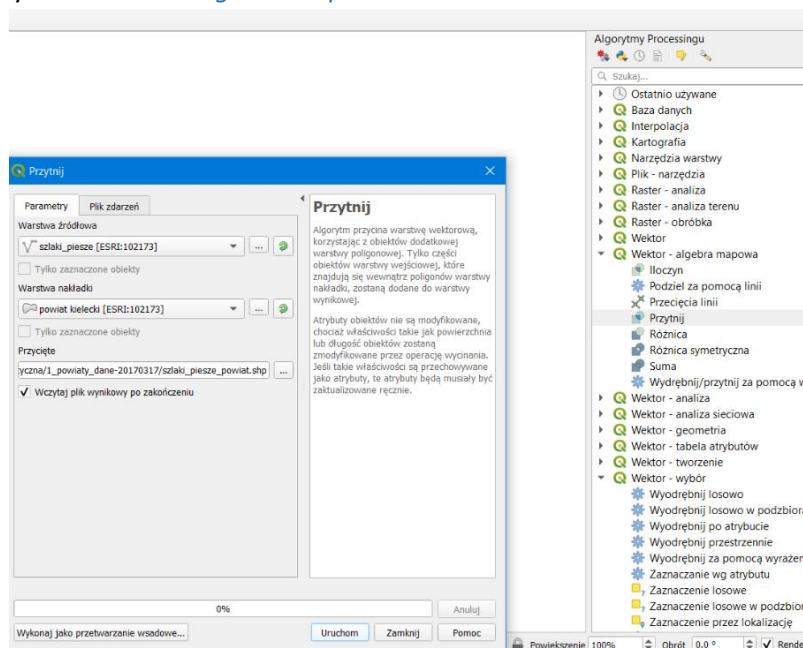 Przytnij
Parametry
Plik zdarzeń
Warstwa źródłowa
szlaki_piesze [ESRI:102173]
...
Tylko zaznaczone obiekty
Warstwa nakładki
powiat kielecki [ESRI:102173]
...
Tylko zaznaczone obiekty
Przycięte
yczna/1_powiaty_dane-20170317/szlaki_piesze_powiat.shp
...
Wczytaj plik wynikowy po zakończeniu
Przytnij
Algorytm przycina warstwę wektorową,
korzystając z obiektów dodatkowej
warstwy poligonowej. Tylko części
obiektów warstwy wejściowej, które
znajdują się wewnątrz poligonów warstwy
nakładki, zostaną dodane do warstwy
wynikowej.
Atrybuty obiektów nie są modyfikowane,
chociaż właściwości takie jak powierzchnia
lub długość obiektów zostaną
zmodyfikowane przez operację wycinania.
Jeśli takie właściwości są przechowywane
jako atrybuty, te atrybuty będą musiały być
zaktualizowane ręcznie.
0%
Anuluj
Wykonaj jako przetwarzanie wsadowe...
Uruchom
Zamknij
Pomoc
Algorytmy Processingu
Szukaj...
Ostatnio używane
Baza danych
Interpolacja
Kartografia
Narzędzia warstwy
Plik - narzędzia
Raster - analiza
Raster - analiza terenu
Raster - obróbka
Wektor
Wektor - algebra mapowa
Iloczyn
Podziel za pomocą linii
Przecięcia linii
Przytnij
Różnica
Różnica symetryczna
Suma
Wydrębnij/przytnij za pomocą w
Wektor - analiza
Wektor - analiza sieciowa
Wektor - geometria
Wektor - tabela atrybutów
Wektor - tworzenie
Wektor - wybór
Wyodrębnij losowo
Wyodrębnij losowo w podzbiora
Wyodrębnij po atrybucie
Wyodrębnij przestrzennie
Wyodrębnij za pomocą wyrażen
Zaznaczanie wg atrybutu
Zaznaczenie losowe
Zaznaczenie losowe w podzbior
Zaznaczenie przez lokalizację
Powiększenie 100% Obrót 0,0 ° Rende